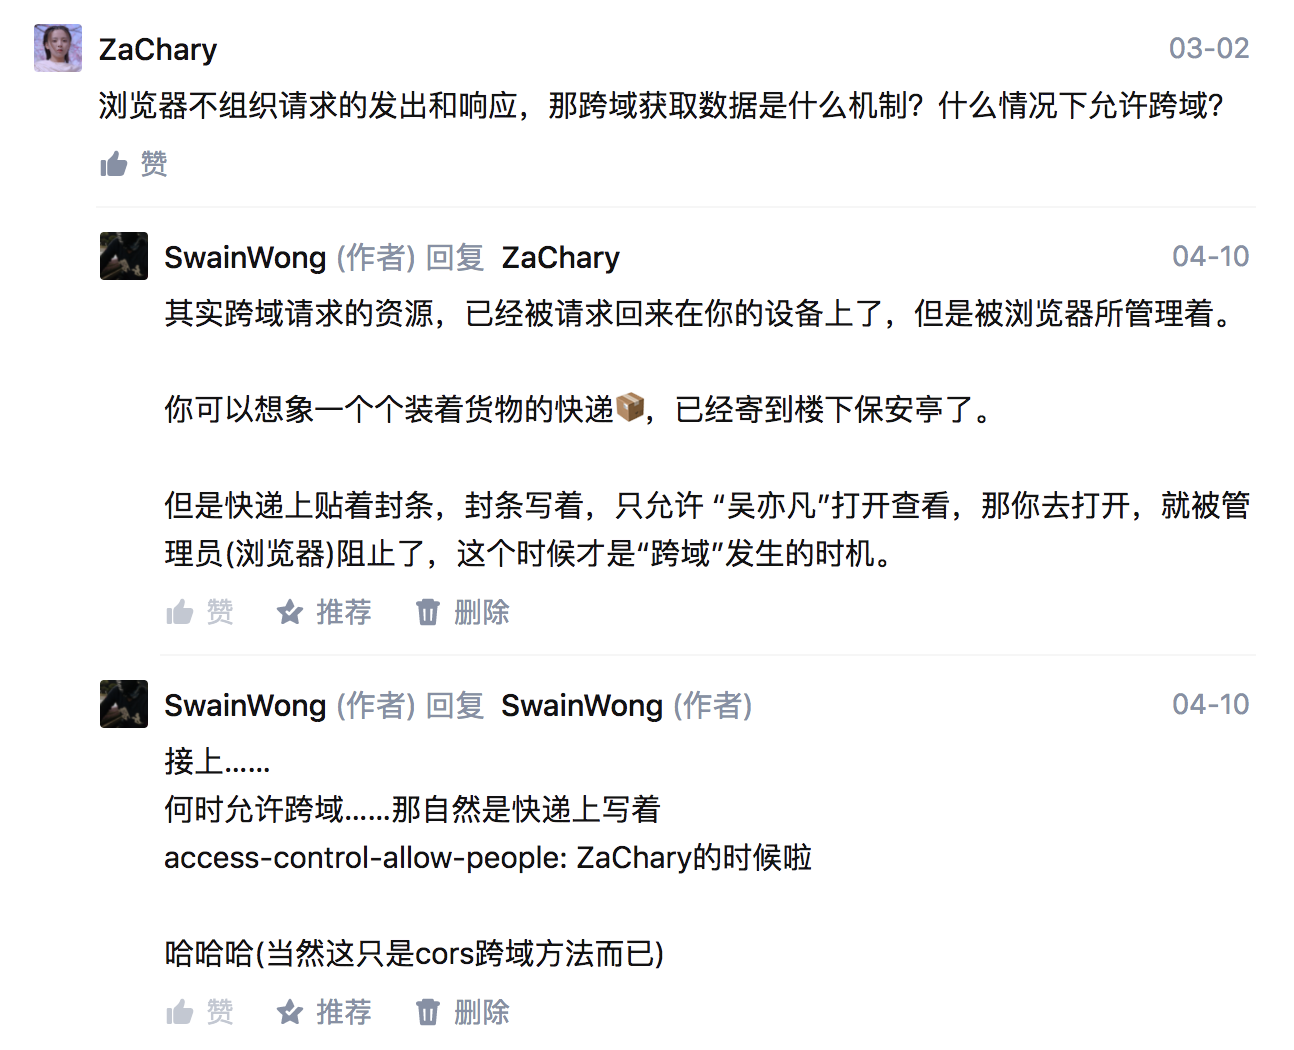 ZaChary 03-02
浏览器不组织请求的发出和响应，那跨域获取数据是什么机制？什么情况下允许跨域？
赞
SwainWong (作者) 回复 ZaChary 04-10
其实跨域请求的资源，已经被请求回来在你的设备上了，但是被浏览器所管理着。
你可以想象一个个装着货物的快递📦，已经寄到楼下保安亭了。
但是快递上贴着封条，封条写着，只允许 “吴亦凡”打开查看，那你去打开，就被管
理员(浏览器)阻止了，这个时候才是“跨域”发生的时机。
赞 推荐 删除
SwainWong (作者) 回复 SwainWong (作者) 04-10
接上……
何时允许跨域……那自然是快递上写着
access-control-allow-people: ZaChary的时候啦
哈哈哈(当然这只是cors跨域方法而已)
赞 推荐 删除